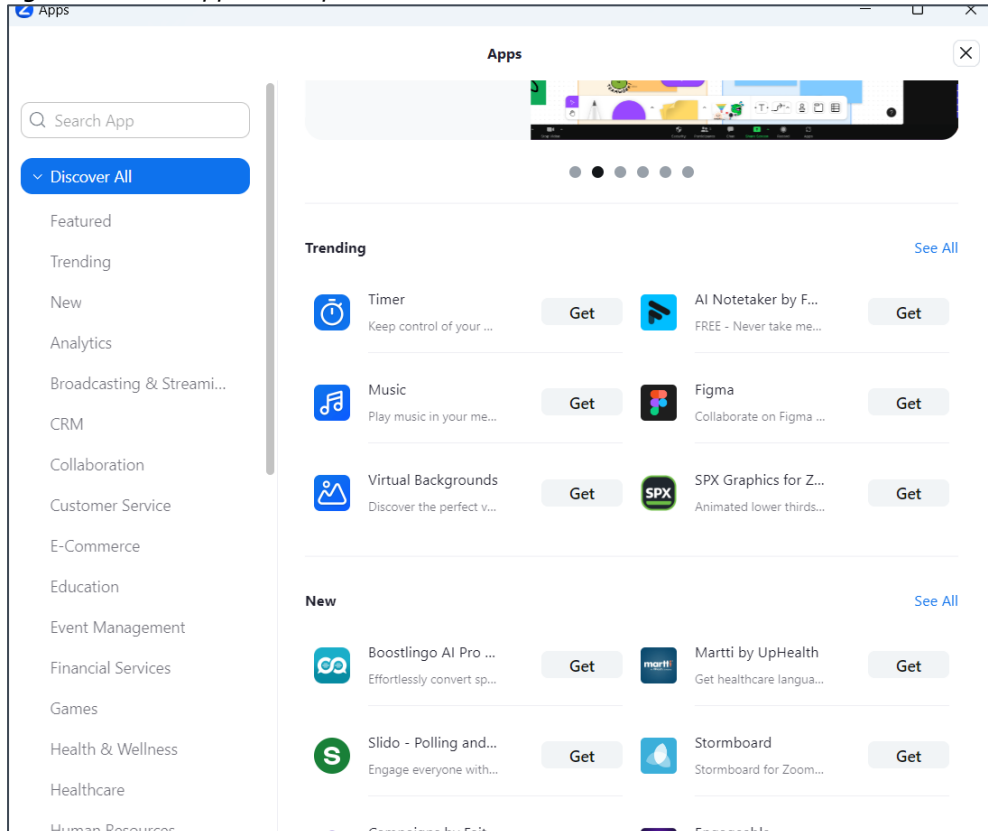 Apps
Apps
Search App
Discover All
Featured
Trending
New
Analytics
Broadcasting & Streami...
CRM
Collaboration
Customer Service
E-Commerce
Education
Event Management
Financial Services
Games
Health & Wellness
Healthcare
Human Resources
Trending
See All
Timer
Keep control of your ...
Get
AI Notetaker by F...
FREE - Never take me...
Get
Music
Play music in your me...
Get
Figma
Collaborate on Figma ...
Get
Virtual Backgrounds
Discover the perfect v...
Get
SPX
SPX Graphics for Z...
Animated lower thirds...
Get
New
See All
Boostlingo AI Pro ...
Effortlessly convert sp...
Get
martti
Martti by UpHealth
Get healthcare langua...
Get
S
Slido - Polling and...
Engage everyone with...
Get
Stormboard
Stormboard for Zoom...
Get